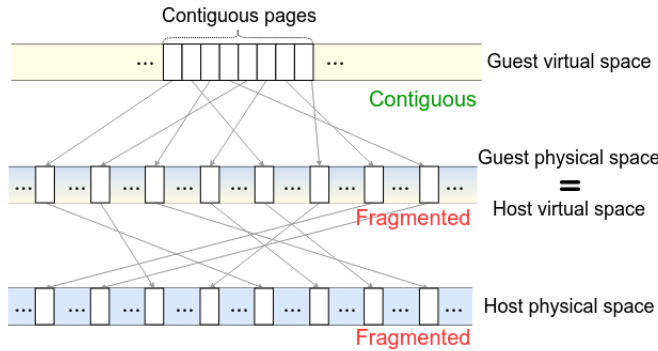 Contiguous pages
... ...
Guest virtual space
Contiguous
Guest physical space
... ... ... ... ... ... ... ... ...
=
Host virtual space
Fragmented
... ... ... ... ... ... ... ... ...
Host physical space
Fragmented